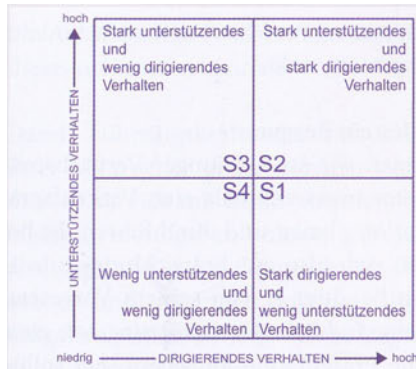 hoch
UNTERSTÜTZENDES VERHALTEN
Stark unterstützendes
und
wenig dirigierendes
Verhalten
Stark unterstützendes
und
stark dirigierendes
Verhalten
S3
S2
S4
S1
Wenig unterstützendes
und
wenig dirigierendes
Verhalten
Stark dirigierendes
und
wenig unterstützendes
Verhalten
niedrig
DIRIGIERENDES VERHALTEN
hoch